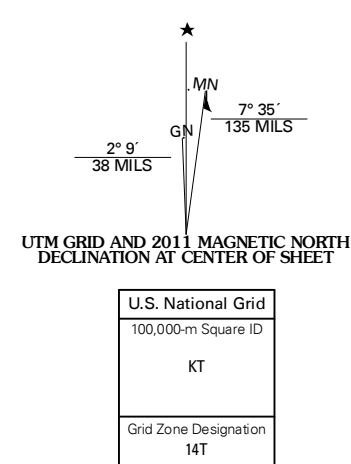 MN
GN
7° 35´
135 MILS
2° 9´
38 MILS
UTM GRID AND 2011 MAGNETIC NORTH
DECLINATION AT CENTER OF SHEET
U.S. National Grid
100,000-m Square ID
KT
Grid Zone Designation
14T